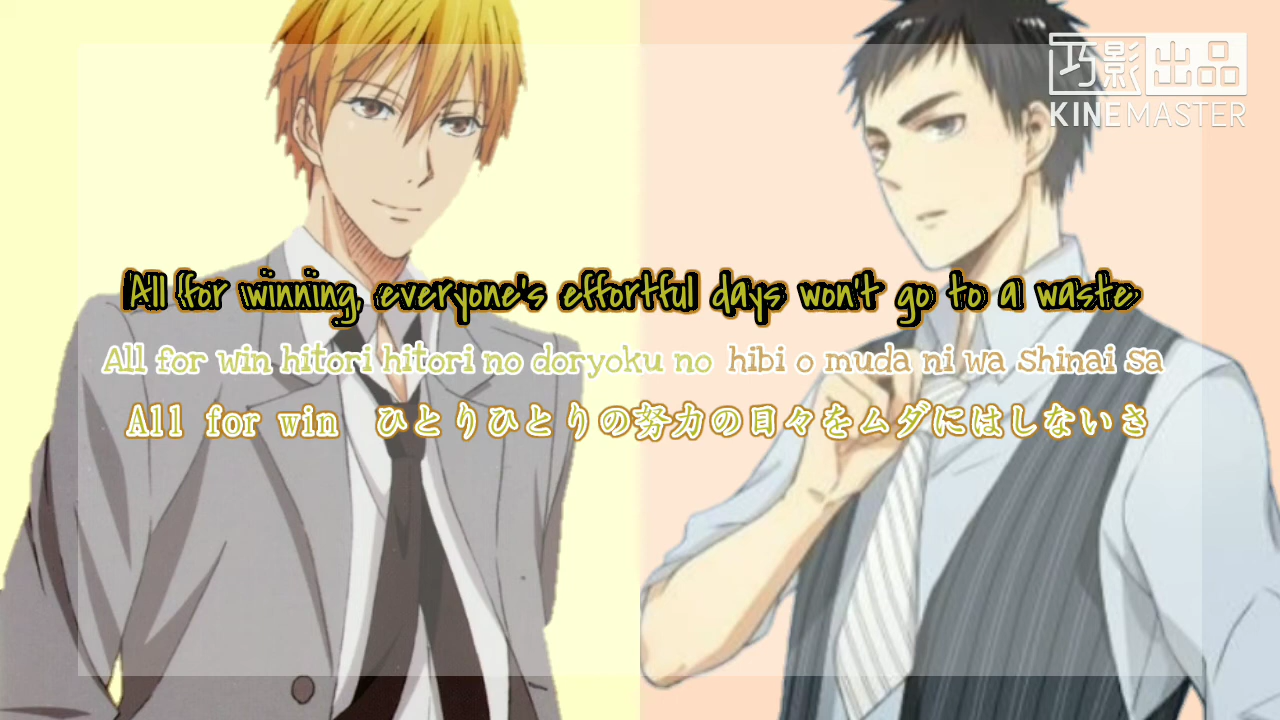 巧影出品
KINEMASTER
All for winning, everyone's effortful days won't go to a waste
All for win hitori hitori no doryoku no hibi o muda ni wa shinai sa
All for win ひとりひとりの努力の日々をムダにはしないさ